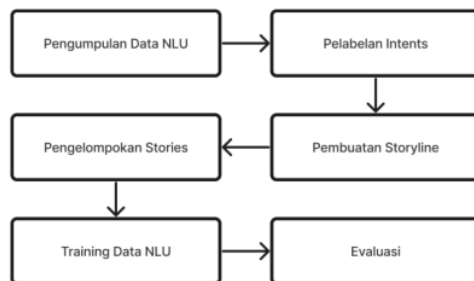 Pengumpulan Data NLU
Pelabelan Intents
Pembuatan Storyline
Pengelompokan Stories
Training Data NLU
Evaluasi